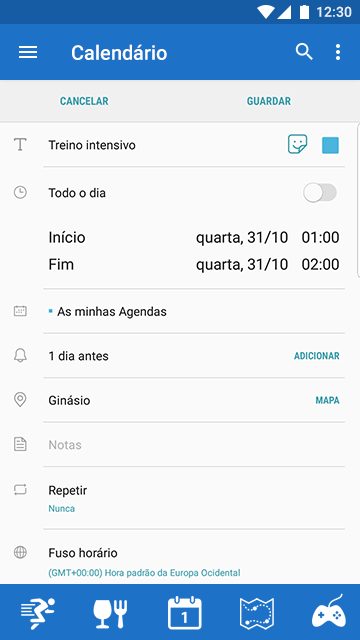 12:30
Calendário
CANCELAR GUARDAR
Treino intensivo
Todo o dia
Início quarta, 31/10 01:00
Fim quarta, 31/10 02:00
As minhas Agendas
1 dia antes ADICIONAR
Ginásio MAPA
Notas
Repetir
Nunca
Fuso horário
(GMT+00:00) Hora padrão da Europa Ocidental
1